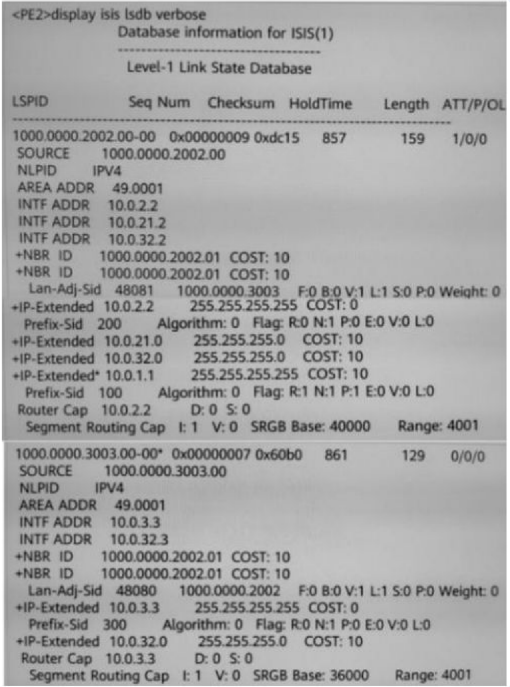 <PE2>display isis lsdb verbose
Database information for ISIS(1)
--------------------------------
Level-1 Link State Database
LSPID Seq Num Checksum HoldTime Length ATT/P/OL
--------------------------------
1000.0000.2002.00-00 0x00000009 0xdc15 857 159 1/0/0
SOURCE 1000.0000.2002.00
NLPID IPV4
AREA ADDR 49.0001
INTF ADDR 10.0.2.2
INTF ADDR 10.0.21.2
INTF ADDR 10.0.32.2
+NBR ID 1000.0000.2002.01 COST: 10
+NBR ID 1000.0000.2002.01 COST: 10
Lan-Adj-Sid 48081 1000.0000.3003 F:0 B:0 V:1 L:1 S:0 P:0 Weight: 0
+IP-Extended 10.0.2.2 255.255.255.255 COST: 0
Prefix-Sid 200 Algorithm: 0 Flag: R:0 N:1 P:0 E:0 V:0 L:0
+IP-Extended 10.0.21.0 255.255.255.0 COST: 10
+IP-Extended 10.0.32.0 255.255.255.0 COST: 10
+IP-Extended* 10.0.1.1 255.255.255.255 COST: 10
Prefix-Sid 100 Algorithm: 0 Flag: R:1 N:1 P:1 E:0 V:0 L:0
Router Cap 10.0.2.2 D: 0 S: 0
Segment Routing Cap I: 1 V: 0 SRGB Base: 40000 Range: 4001
1000.0000.3003.00-00* 0x00000007 0x60b0 861 129 0/0/0
SOURCE 1000.0000.3003.00
NLPID IPV4
AREA ADDR 49.0001
INTF ADDR 10.0.3.3
INTF ADDR 10.0.32.3
+NBR ID 1000.0000.2002.01 COST: 10
+NBR ID 1000.0000.2002.01 COST: 10
Lan-Adj-Sid 48080 1000.0000.2002 F:0 B:0 V:1 L:1 S:0 P:0 Weight: 0
+IP-Extended 10.0.3.3 255.255.255.255 COST: 0
Prefix-Sid 300 Algorithm: 0 Flag: R:0 N:1 P:0 E:0 V:0 L:0
+IP-Extended 10.0.32.0 255.255.255.0 COST: 10
Router Cap 10.0.3.3 D: 0 S: 0
Segment Routing Cap I: 1 V: 0 SRGB Base: 36000 Range: 4001